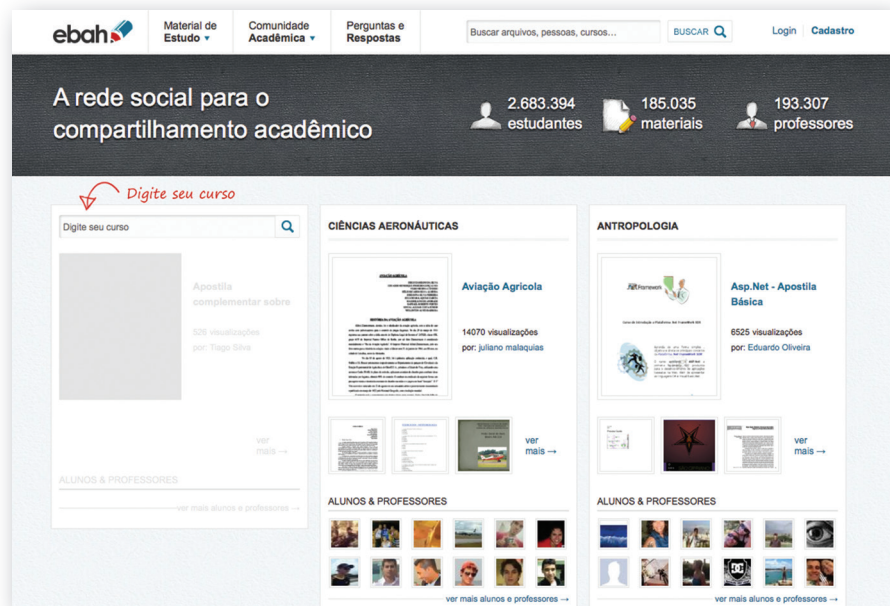 ebah
Material de
Estudo
Comunidade
Acadêmica
Perguntas e
Respostas
Buscar arquivos, pessoas, cursos...
BUSCAR
Login
Cadastro
A rede social para o
compartilhamento acadêmico
2.683.394
estudantes
185.035
materiais
193.307
professores
Digite seu curso
Digite seu curso
Apostila
complementar sobre
526 visualizações
por: Tiago Silva
ver
mais →
ALUNOS & PROFESSORES
ver mais alunos e professores →
CIÊNCIAS AERONÁUTICAS
AVIAÇÃO AGRÍCOLA
Aviação Agricola
14070 visualizações
por: juliano malaquias
ver
mais →
ALUNOS & PROFESSORES
ver mais alunos e professores →
ANTROPOLOGIA
Asp.Net - Apostila
Básica
6525 visualizações
por: Eduardo Oliveira
ver
mais →
ALUNOS & PROFESSORES
ver mais alunos e professores →